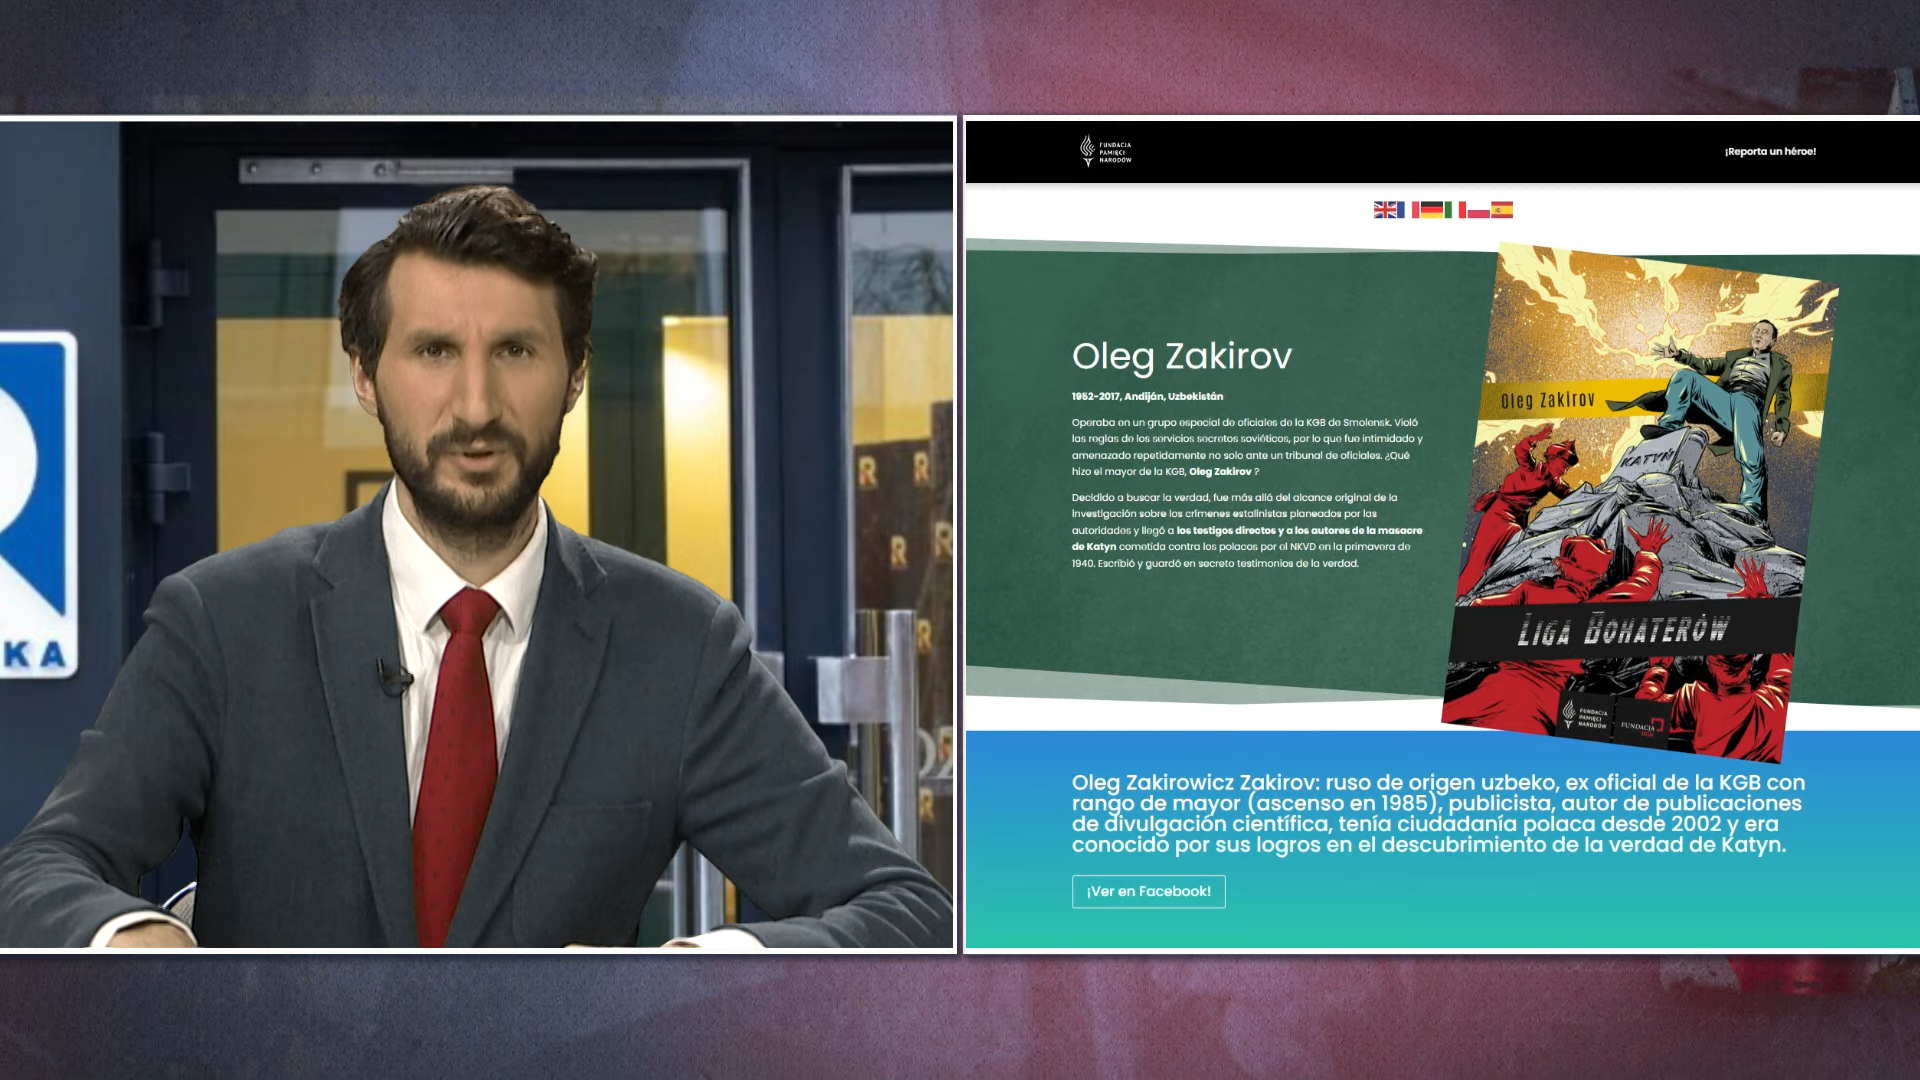 R
KA
R
R
R
R
R
R
FUNDACJA
PAMIĘCI
NARODÓW
¡Reporta un héroe!
Oleg Zakirov
1952-2017, Andiján, Uzbekistán
Operaba en un grupo especial de oficiales de la KGB de Smolensk. Violó
las reglas de los servicios secretos soviéticos, por lo que fue intimidado y
amenazado repetidamente no solo ante un tribunal de oficiales. ¿Qué
hizo el mayor de la KGB, Oleg Zakirov ?
Decidido a buscar la verdad, fue más allá del alcance original de la
investigación sobre los crímenes estalinistas planeados por las
autoridades y llegó a los testigos directos y a los autores de la masacre
de Katyn cometida contra los polacos por el NKVD en la primavera de
1940. Escribió y guardó en secreto testimonios de la verdad.
Oleg Zakirov
KATYŃ
LIGA BOHATERÓW
FUNDACJA
PAMIĘCI
NARODÓW
FUNDACJA
Oleg Zakirowicz Zakirov: ruso de origen uzbeko, ex oficial de la KGB con
rango de mayor (ascenso en 1985), publicista, autor de publicaciones
de divulgación científica, tenía ciudadanía polaca desde 2002 y era
conocido por sus logros en el descubrimiento de la verdad de Katyn.
¡Ver en Facebook!